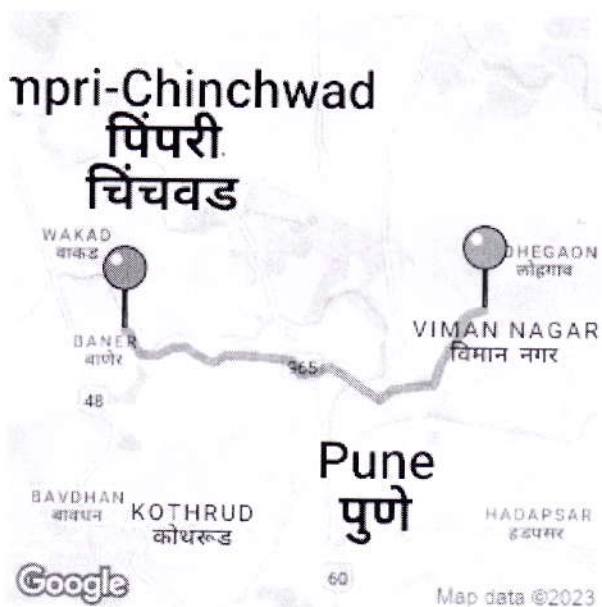 mpri-Chinchwad
पिंपरी
चिंचवड
WAKAD
वाकड
DHEGAON
लोहगाव
BANER
बाणेर
VIMAN NAGAR
विमान नगर
965
48
Pune
पुणे
BAVDHAN
बावधन
KOTHRUD
कोथरूड
HADAPSAR
हडपसर
Google
60
Map data ©2023